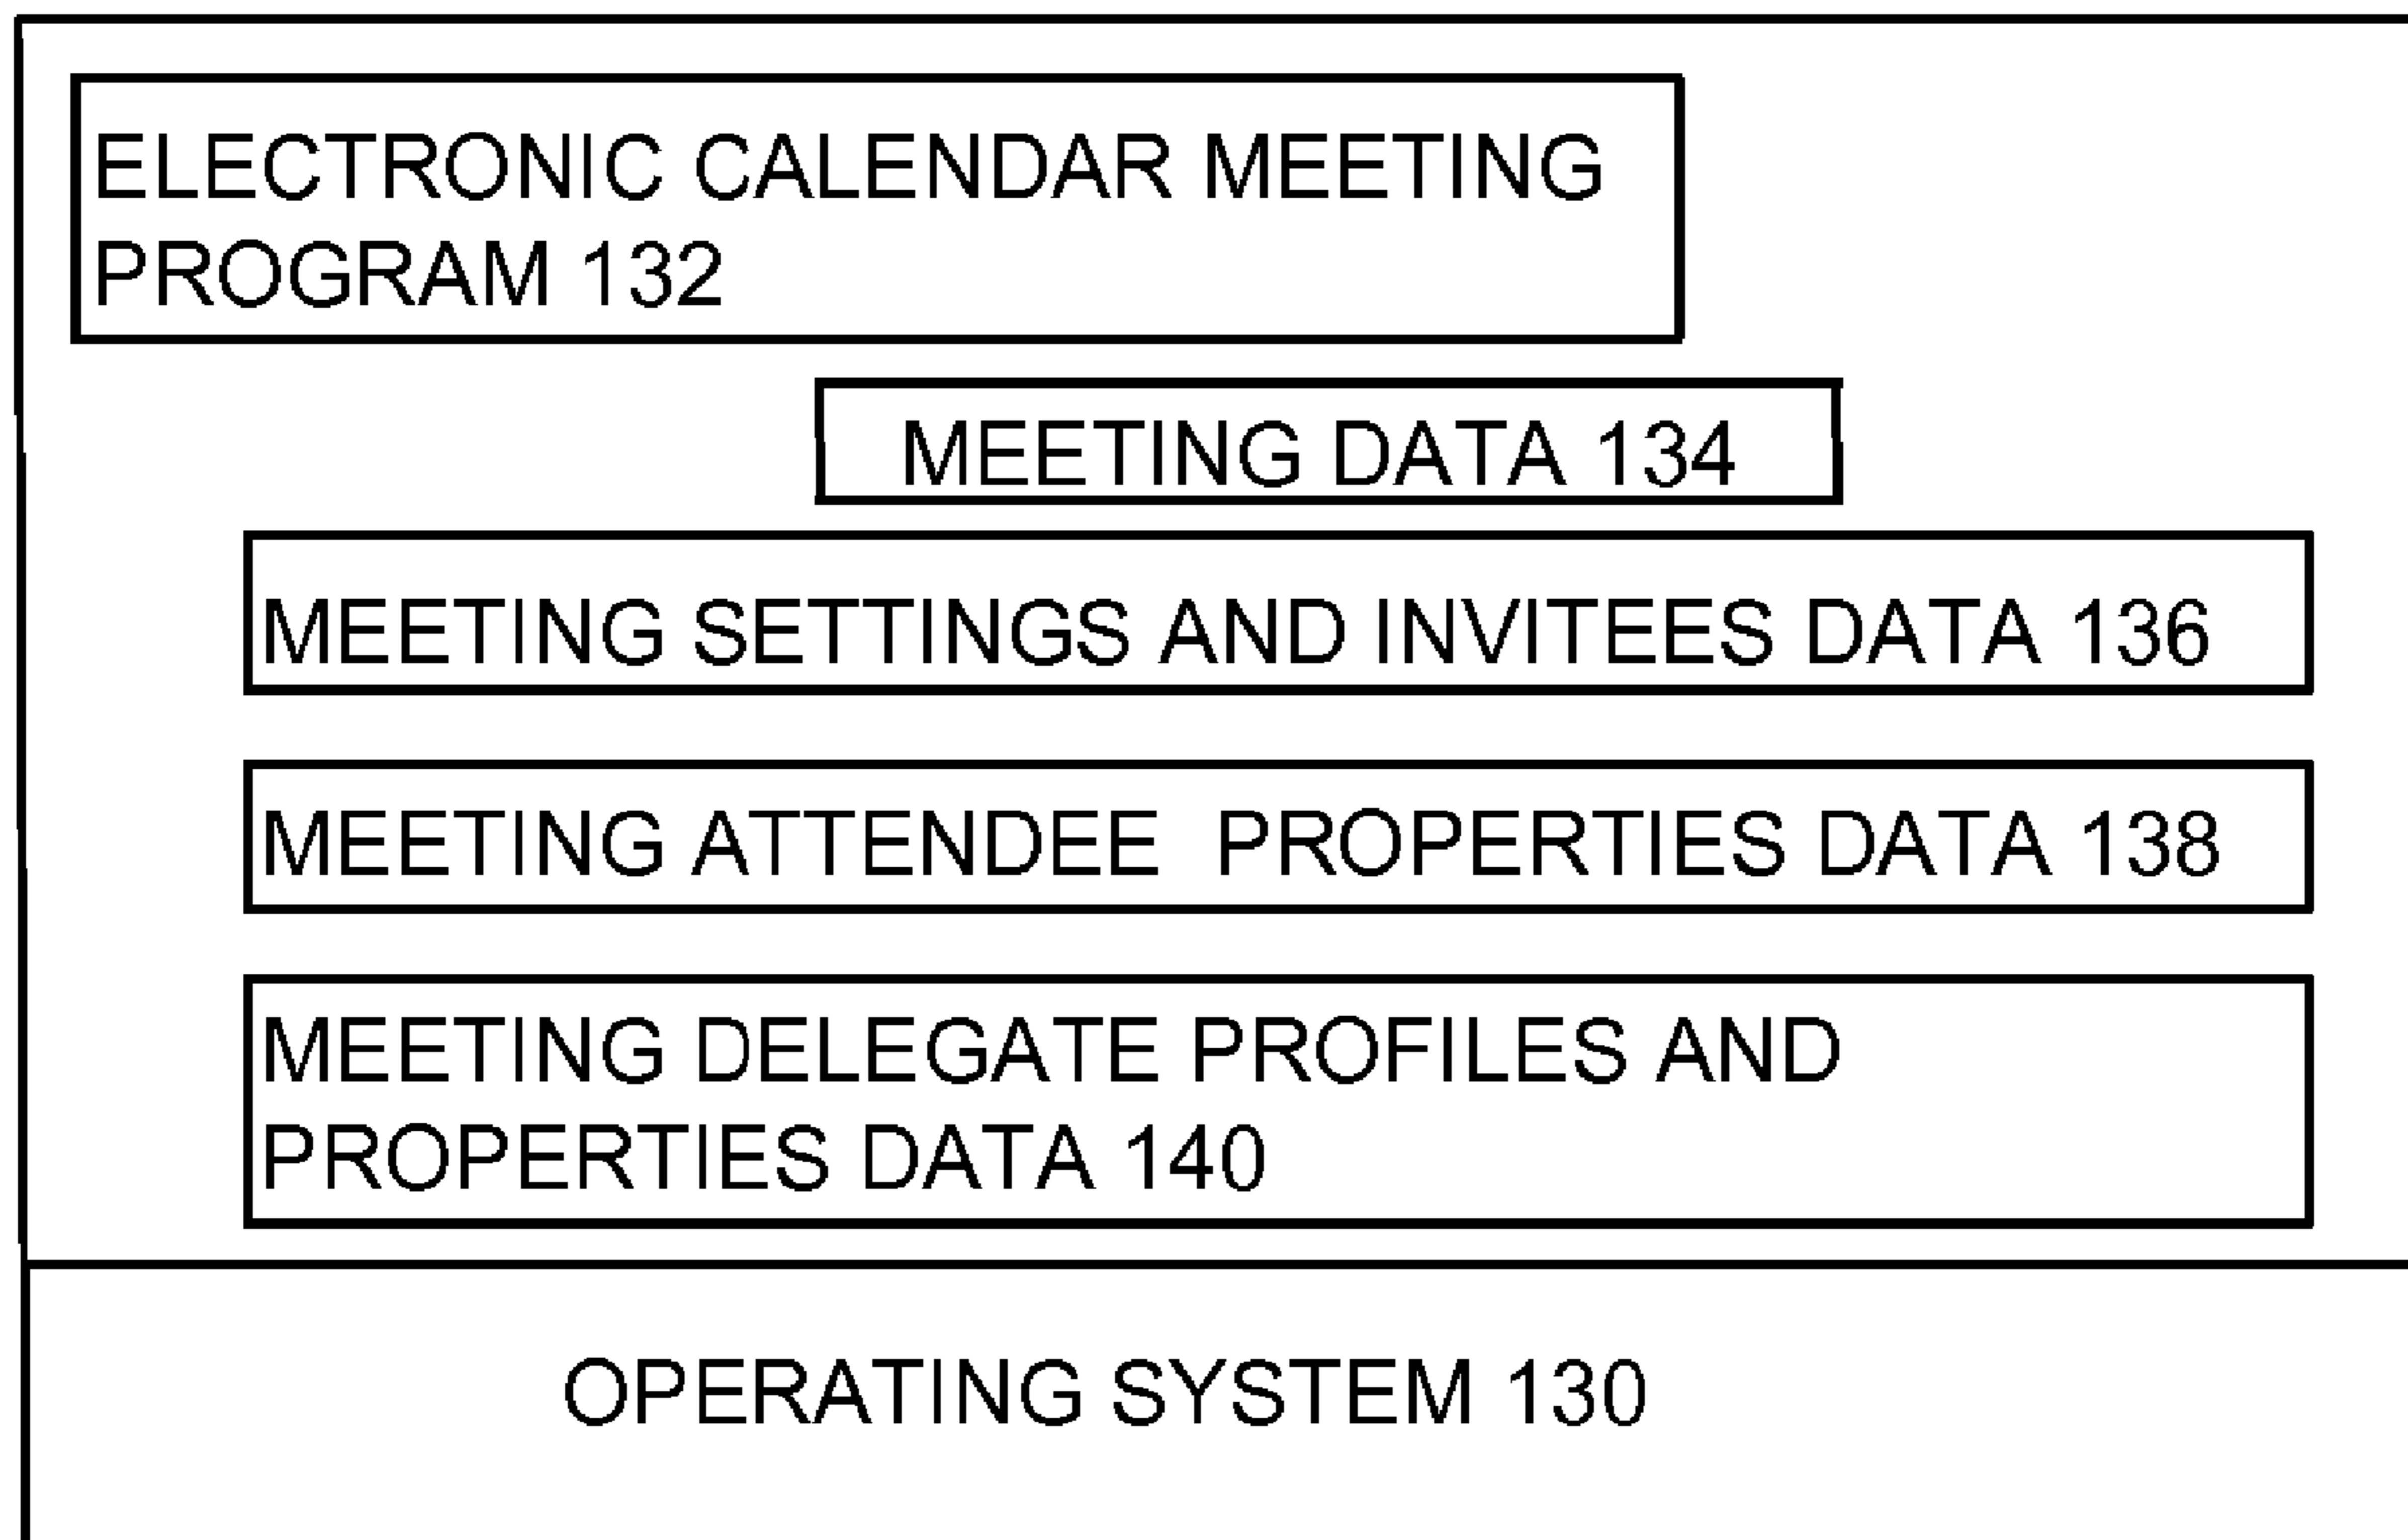 ELECTRONIC CALENDAR MEETING
PROGRAM 132
MEETING DATA 134
MEETING SETTINGS AND INVITEES DATA 136
MEETING ATTENDEE PROPERTIES DATA 138
MEETING DELEGATE PROFILES AND
PROPERTIES DATA 140
OPERATING SYSTEM 130